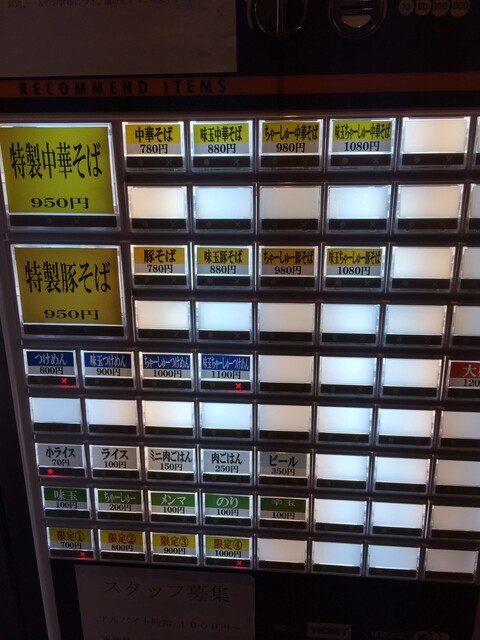 10 50 100 500
RECOMMEND ITEMS
特製中華そば
950円
中華そば
780円
味玉中華そば
880円
ちゃーしゅー中華そば
980円
味玉ちゃーしゅー中華そば
1080円
特製豚そば
950円
豚そば
780円
味玉豚そば
880円
ちゃーしゅー豚そば
980円
味玉ちゃーしゅー豚そば
1080円
つけめん
800円
味玉つけめん
900円
ちゃーしゅーつけめん
1000円
味玉ちゃーしゅーつけめん
1100円
大
120
小ライス
70円
ライス
100円
ミニ肉ごはん
150円
肉ごはん
250円
ビール
350円
味玉
100円
ちゃーしゅー
200円
メンマ
100円
のり
100円
辛玉
100円
限定①
700円
限定②
800円
限定③
900円
限定④
1000円
スタッフ募集
TICKET